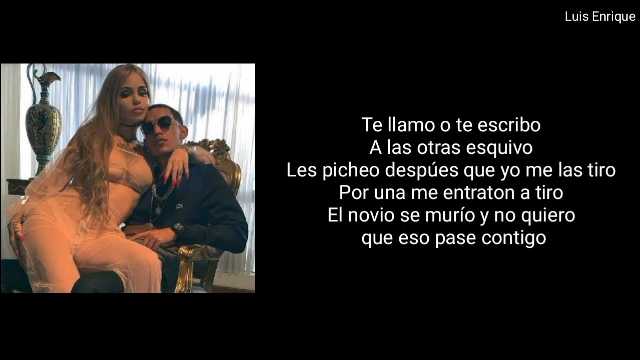 Luis Enrique
Te llamo o te escribo
A las otras esquivo
Les picheo despúes que yo me las tiro
Por una me entraton a tiro
El novio se murío y no quiero
que eso pase contigo